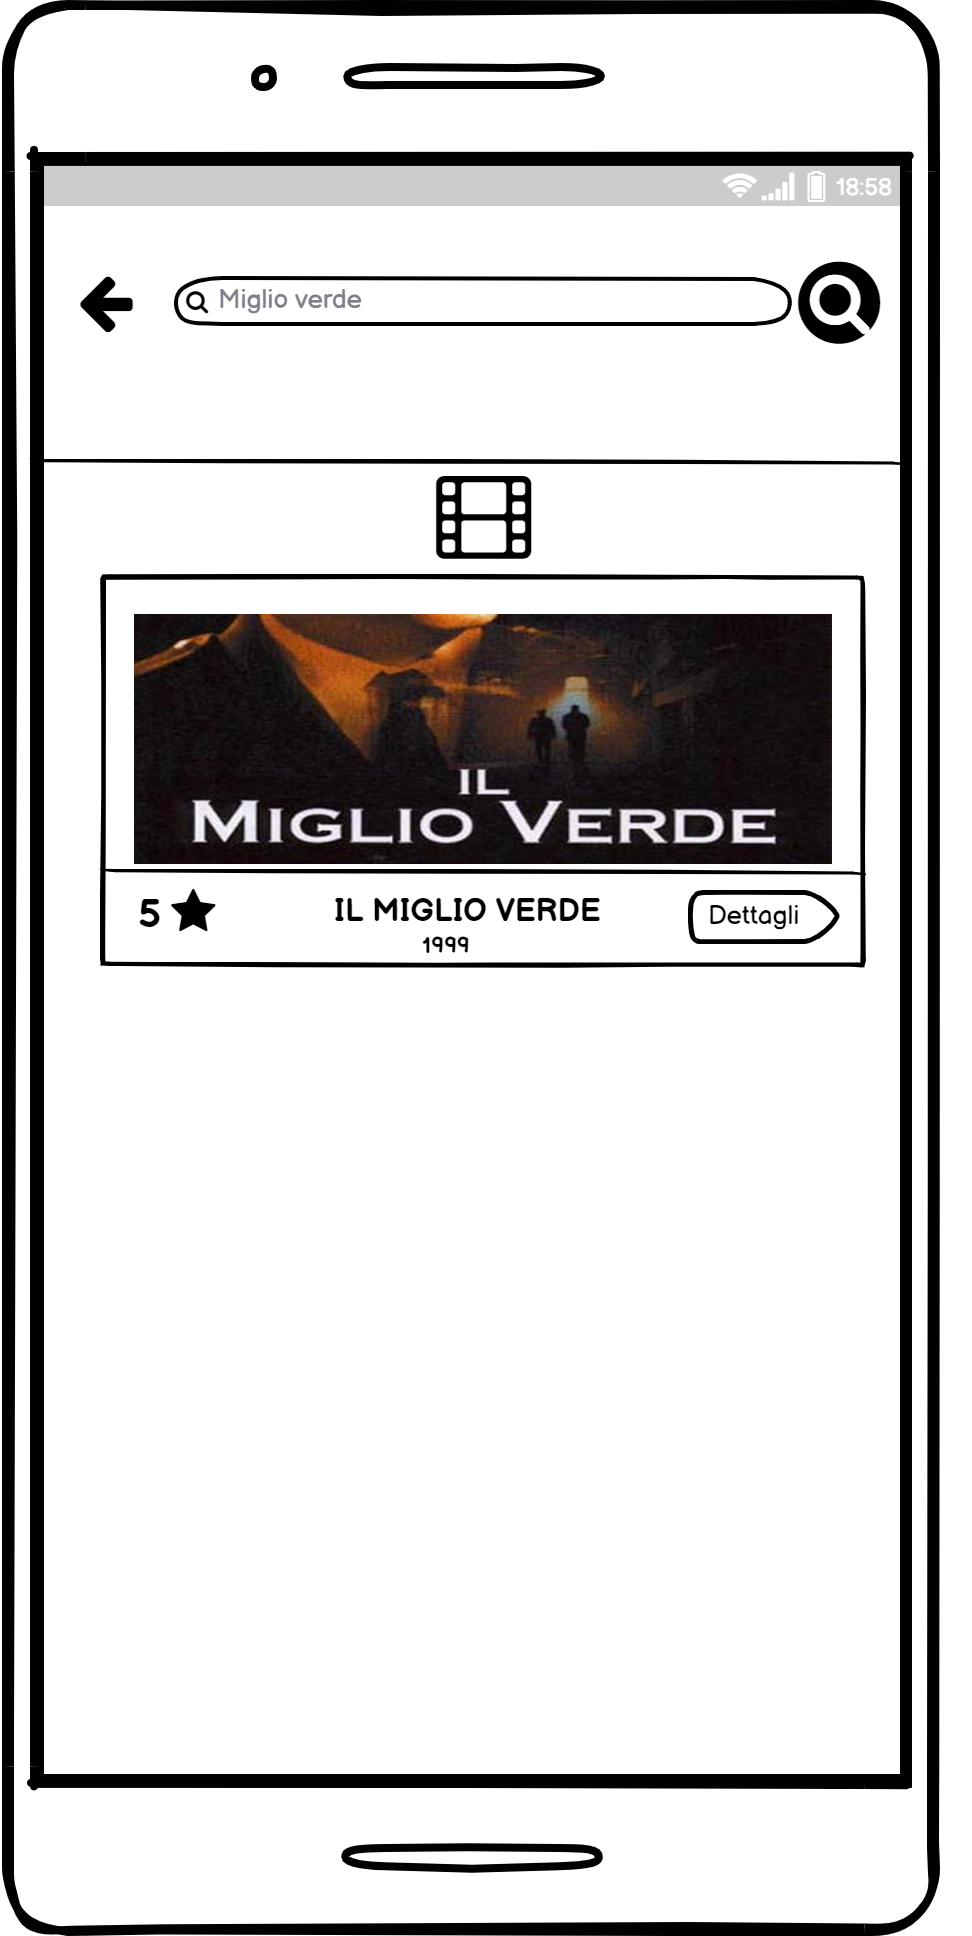 18:58
Miglio verde
IL
MIGLIO VERDE
5 IL MIGLIO VERDE Dettagli
1999